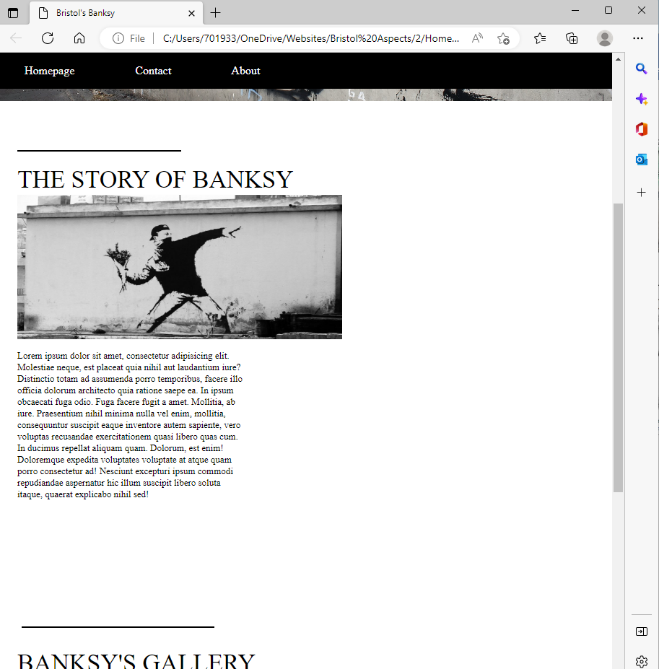 Bristol's Banksy
File
C:/Users/701933/OneDrive/Websites/Bristol%20Aspects/2/Home...
Homepage Contact About
THE STORY OF BANKSY
Lorem ipsum dolor sit amet, consectetur adipisicing elit.
Molestiae neque, est placeat quia nihil aut laudantium iure?
Distinctio totam ad assumenda porro temporibus, facere illo
officia dolorum architecto quia ratione saepe ea. In ipsum
obcaecati fuga odio. Fuga facere fugit a amet. Mollitia, ab
iure. Praesentium nihil minima nulla vel enim, mollitia,
consequuntur suscipit eaque inventore autem sapiente, vero
voluptas recusandae exercitationem quasi libero quas cum.
In ducimus repellat aliquam quam. Dolorum, est enim!
Doloremque expedita voluptates voluptate at atque quam
porro consectetur ad! Nesciunt excepturi ipsum commodi
repudiandae aspernatur hic illum suscipit libero soluta
itaque, quaerat explicabo nihil sed!
BANKSY'S GALLERY